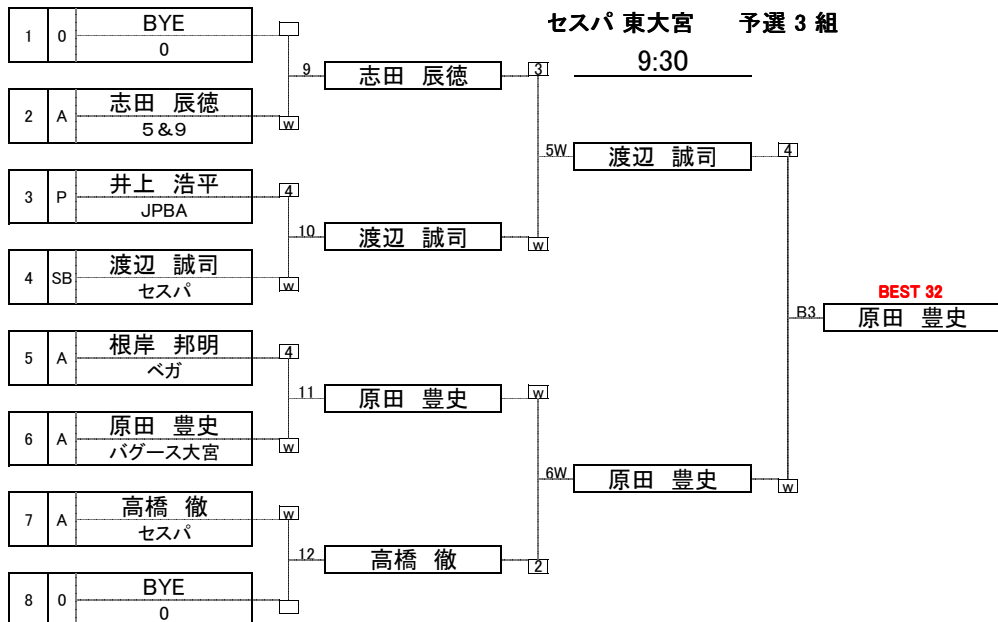 セスパ 東大宮 予選 3 組
9:30
1 0 BYE
0
2 A 志田 辰徳
5&9
w
9 志田 辰徳 3
3 P 井上 浩平 4
JPBA
4 SB 渡辺 誠司
セスパ
w
10 渡辺 誠司 w
5W 渡辺 誠司 4
5 A 根岸 邦明 4
ベガ
6 A 原田 豊史
バグース大宮
w
11 原田 豊史 w
7 A 高橋 徹 w
セスパ
8 0 BYE
0
12 高橋 徹 2
6W 原田 豊史 w
BEST 32
B3 原田 豊史